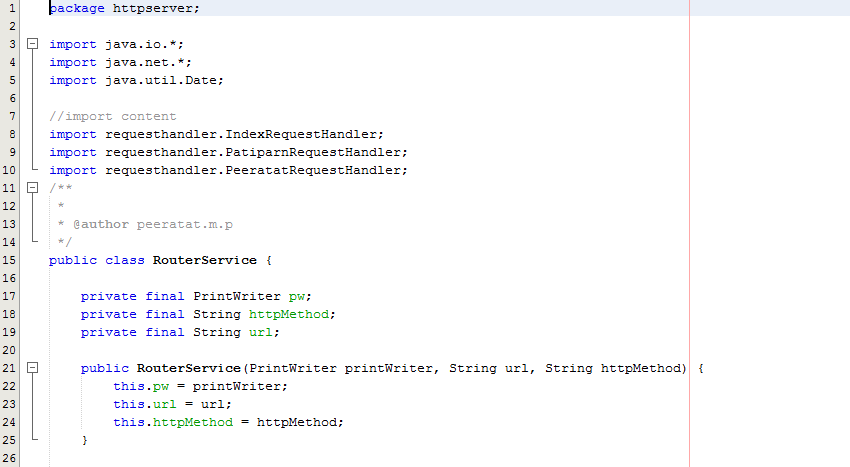 1 package httpserver;
2
3 import java.io.*;
4 import java.net.*;
5 import java.util.Date;
6
7 //import content
8 import requesthandler.IndexRequestHandler;
9 import requesthandler.PatiparnRequestHandler;
10 import requesthandler.PeeratatRequestHandler;
11 /**
12 *
13 * @author peeratat.m.p
14 */
15 public class RouterService {
16
17 private final PrintWriter pw;
18 private final String httpMethod;
19 private final String url;
20
21 public RouterService(PrintWriter printWriter, String url, String httpMethod) {
22 this.pw = printWriter;
23 this.url = url;
24 this.httpMethod = httpMethod;
25 }
26